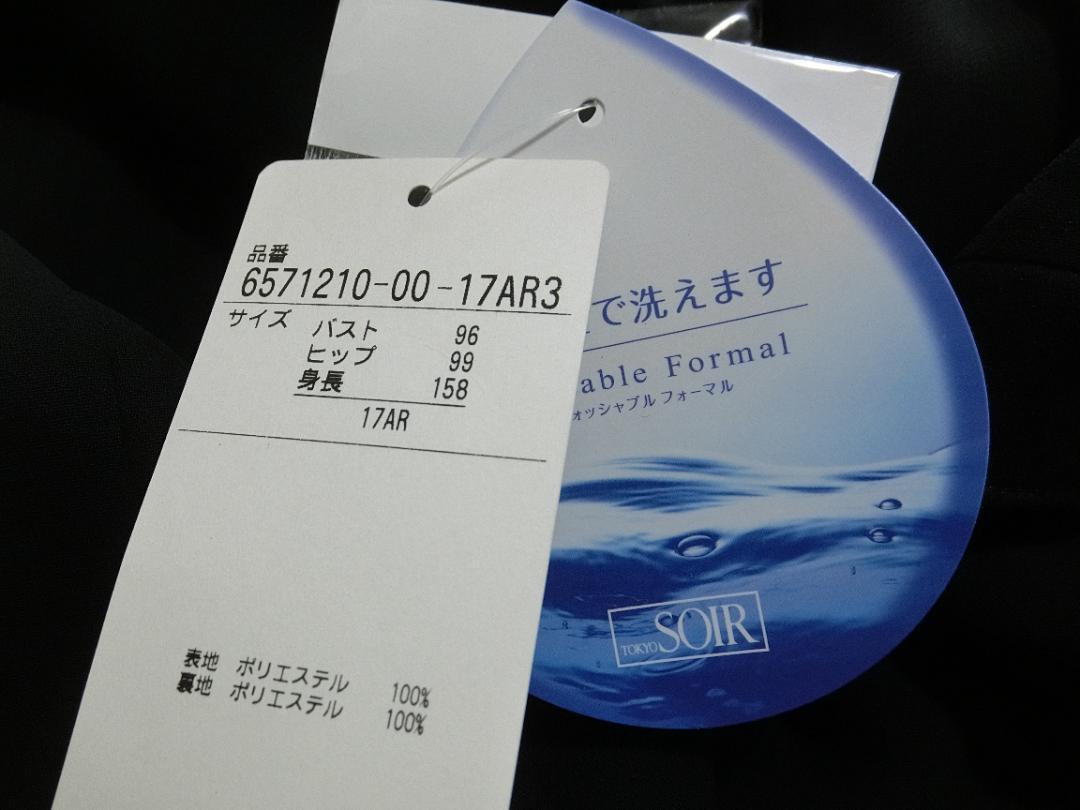 品番
6571210-00-17AR3
サイズ バスト 96
ヒップ 99
身長 158
17AR
表地 ポリエステル 100%
裏地 ポリエステル 100%
で洗えます
able Formal
ォッシャブル フォーマル
TOKYO SOIR